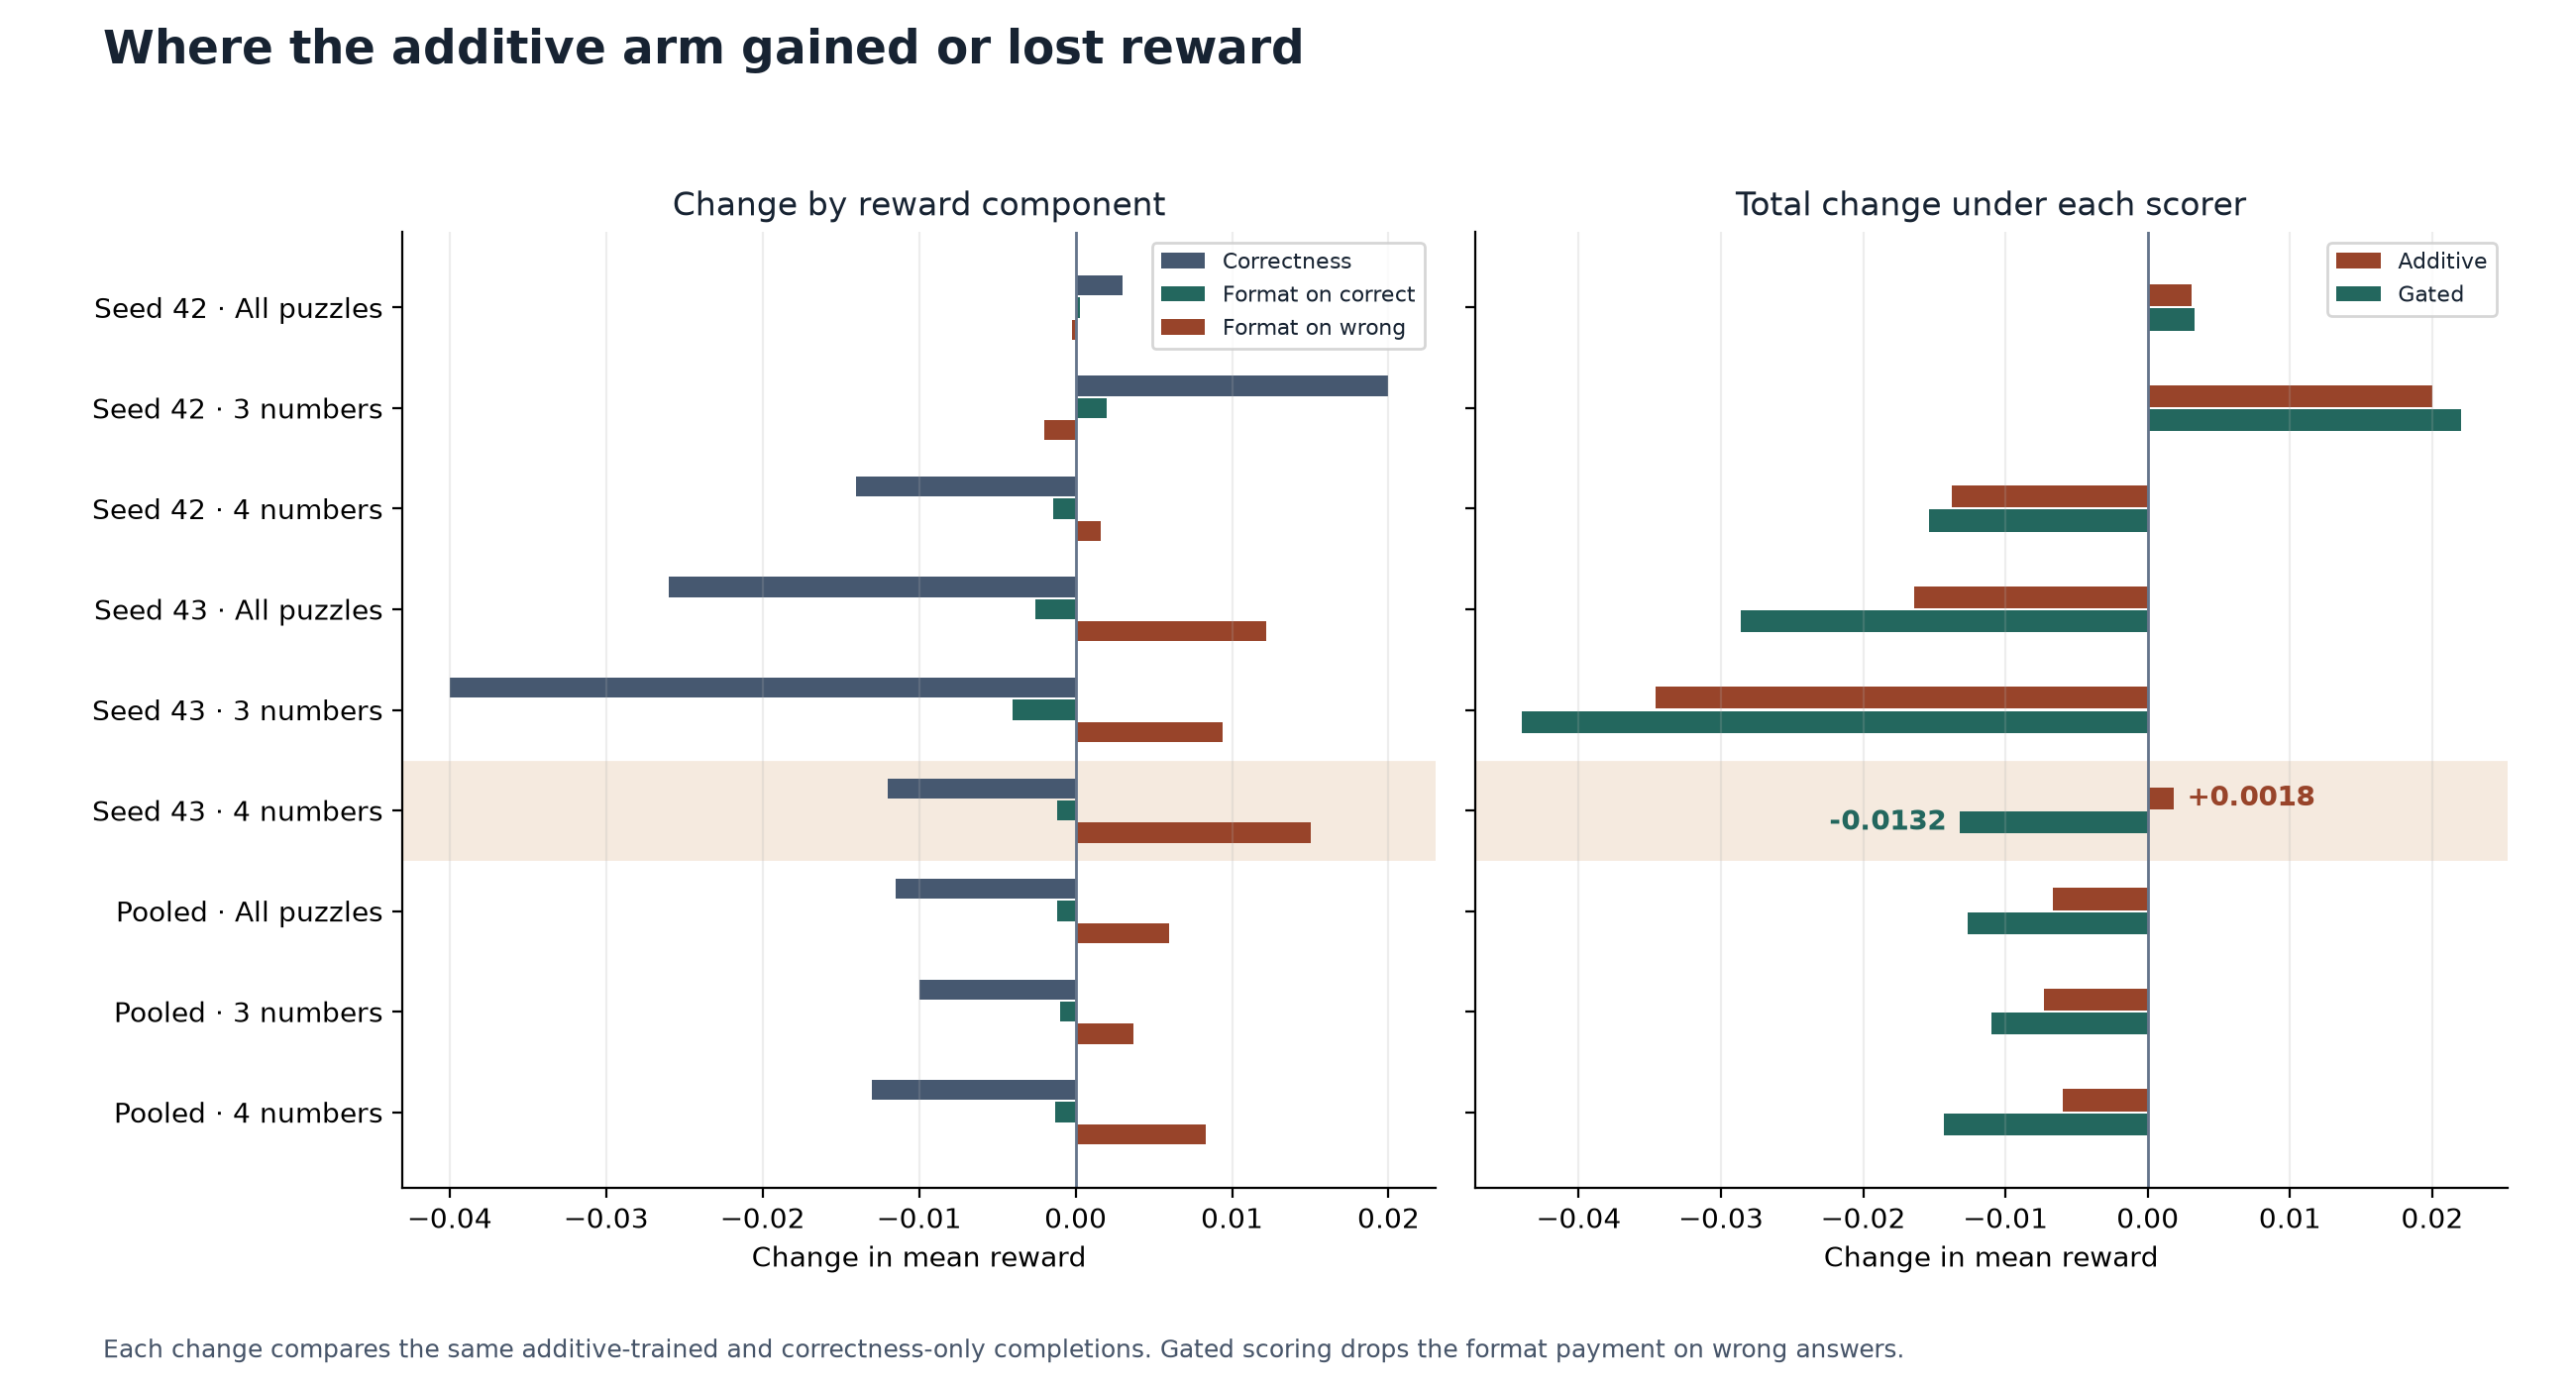 Where the additive arm gained or lost reward
Change by reward component
Correctness
Format on correct
Format on wrong
Seed 42 · All puzzles
Seed 42 · 3 numbers
Seed 42 · 4 numbers
Seed 43 · All puzzles
Seed 43 · 3 numbers
Seed 43 · 4 numbers
Pooled · All puzzles
Pooled · 3 numbers
Pooled · 4 numbers
−0.04 −0.03 −0.02 −0.01 0.00 0.01 0.02
Change in mean reward
Total change under each scorer
Additive
Gated
+0.0018
-0.0132
−0.04 −0.03 −0.02 −0.01 0.00 0.01 0.02
Change in mean reward
Each change compares the same additive-trained and correctness-only completions. Gated scoring drops the format payment on wrong answers.